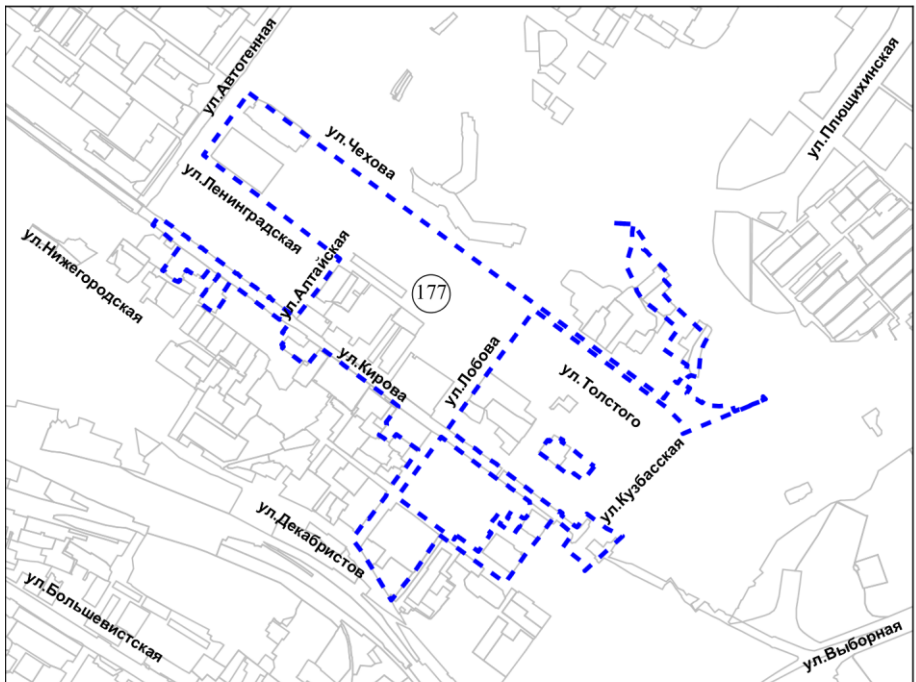 ул.Автогенная
ул.Плющихинская
ул.Чехова
ул.Ленинградская
ул.Нижегородская
ул.Алтайская
177
ул.Кирова
ул.Лобова
ул.Толстого
ул.Кузбасская
ул.Декабристов
ул.Большевистская
ул.Выборная